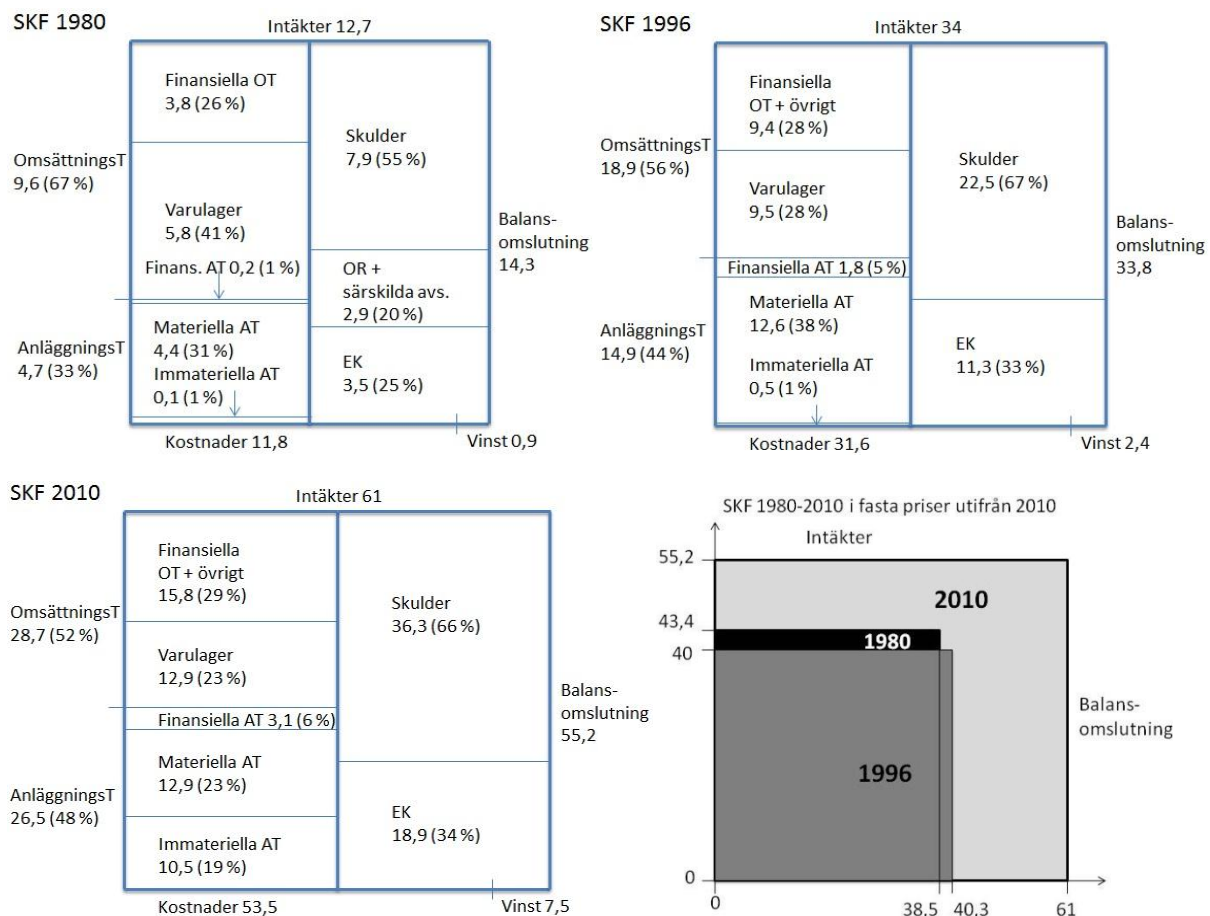 SKF 1980
Intäkter 12,7
Finansiella OT
3,8 (26 %)
OmsättningsT
9,6 (67 %)
Varulager
5,8 (41 %)
Finans. AT 0,2 (1 %)
AnläggningsT
4,7 (33 %)
Materiella AT
4,4 (31 %)
Immateriella AT
0,1 (1 %)
Skulder
7,9 (55 %)
OR +
särskilda avs.
2,9 (20 %)
EK
3,5 (25 %)
Balans-
omslutning
14,3
Kostnader 11,8
Vinst 0,9
SKF 1996
Intäkter 34
Finansiella
OT + övrigt
9,4 (28 %)
OmsättningsT
18,9 (56 %)
Varulager
9,5 (28 %)
Finansiella AT 1,8 (5 %)
Materiella AT
12,6 (38 %)
AnläggningsT
14,9 (44 %)
Immateriella AT
0,5 (1 %)
Skulder
22,5 (67 %)
EK
11,3 (33 %)
Balans-
omslutning
33,8
Kostnader 31,6
Vinst 2,4
SKF 2010
Intäkter 61
Finansiella
OT + övrigt
15,8 (29 %)
OmsättningsT
28,7 (52 %)
Varulager
12,9 (23 %)
Finansiella AT 3,1 (6 %)
Materiella AT
12,9 (23 %)
AnläggningsT
26,5 (48 %)
Immateriella AT
10,5 (19 %)
Skulder
36,3 (66 %)
EK
18,9 (34 %)
Balans-
omslutning
55,2
Kostnader 53,5
Vinst 7,5
SKF 1980-2010 i fasta priser utifrån 2010
Intäkter
55,2
2010
43,4
1980
40
Balans-
omslutning
1996
0
0
38,5
40,3
61